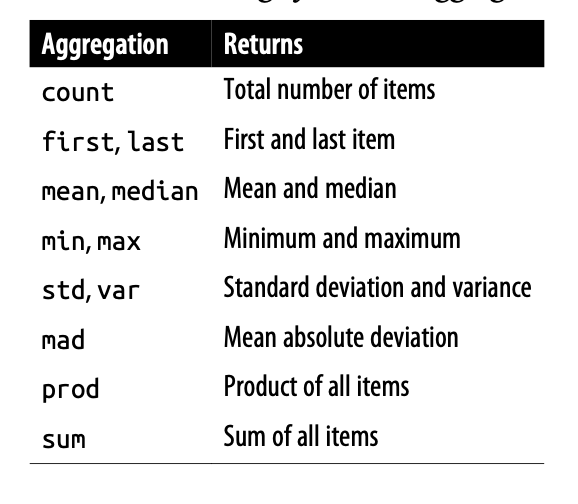 Aggregation Returns
count Total number of items
first, last First and last item
mean, median Mean and median
min, max Minimum and maximum
std, var Standard deviation and variance
mad Mean absolute deviation
prod Product of all items
sum Sum of all items